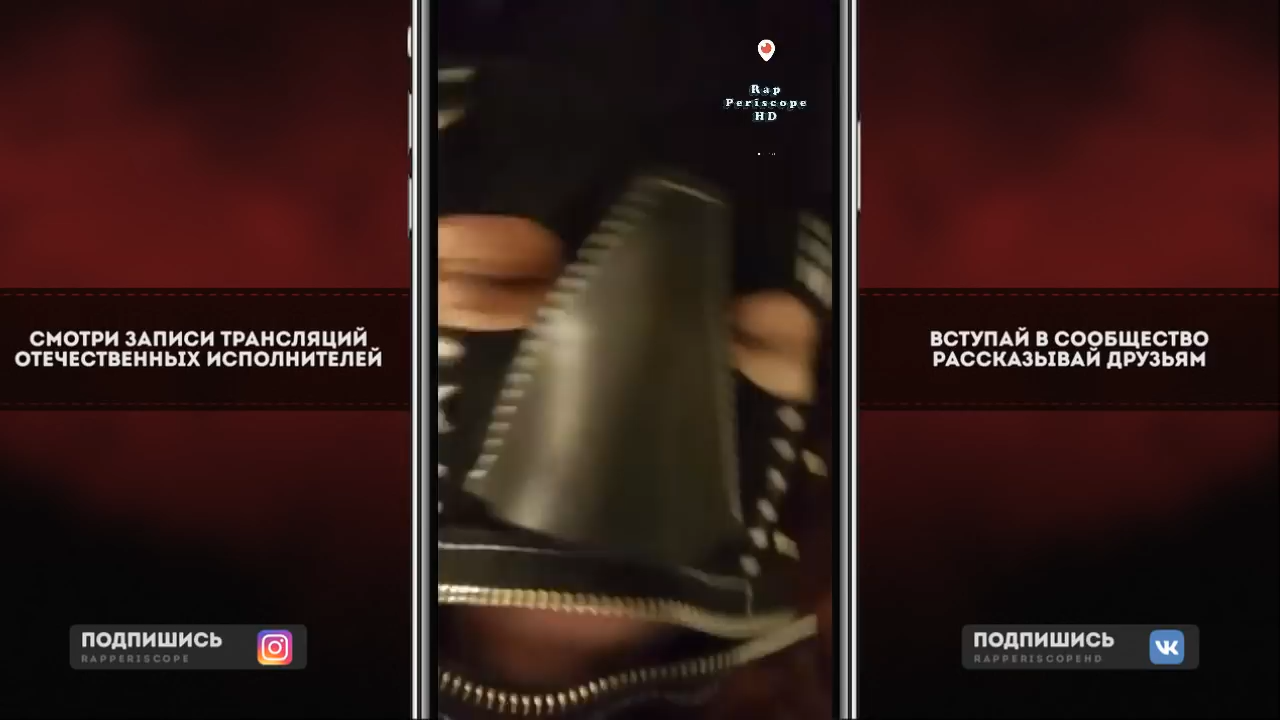 Rap
Periscope
HD
СМОТРИ ЗАПИСИ ТРАНСЛЯЦИЙ
ОТЕЧЕСТВЕННЫХ ИСПОЛНИТЕЛЕЙ
ВСТУПАЙ В СООБЩЕСТВО
РАССКАЗЫВАЙ ДРУЗЬЯМ
ПОДПИШИСЬ
RAPPERISCOPE
ПОДПИШИСЬ
RAPPERISCOPEHD